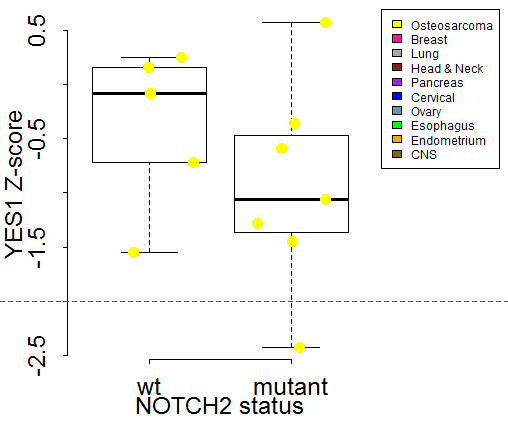 YES1 Z-score
0.5
-0.5
-1.5
-2.5
wt
mutant
NOTCH2 status
Osteosarcoma
Breast
Lung
Head & Neck
Pancreas
Cervical
Ovary
Esophagus
Endometrium
CNS